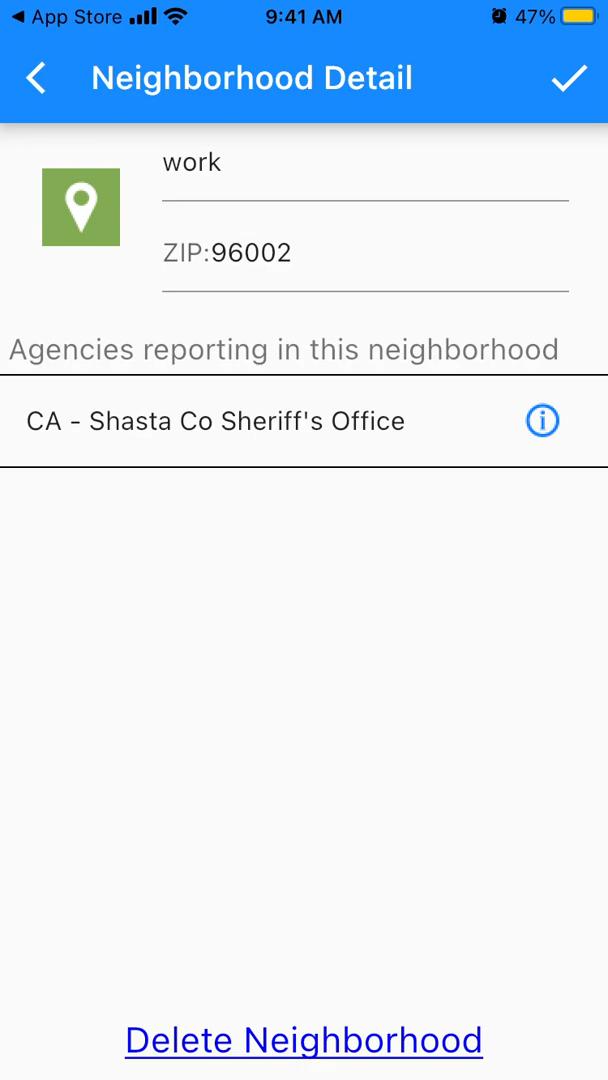 App Store 9:41 AM 47%
Neighborhood Detail
work
ZIP:96002
Agencies reporting in this neighborhood
CA - Shasta Co Sheriff's Office
Delete Neighborhood